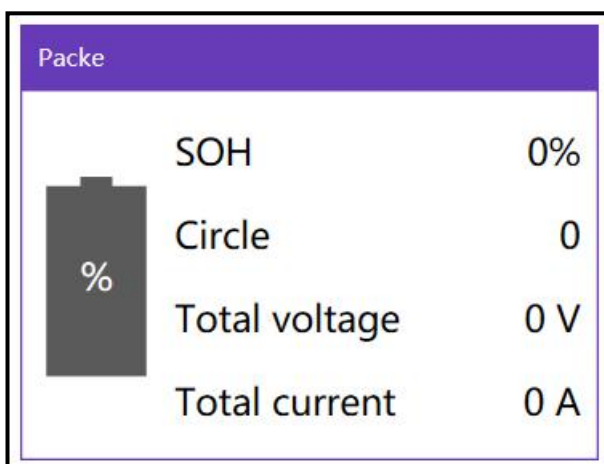 Packe
SOH 0%
Circle 0
%
Total voltage 0 V
Total current 0 A